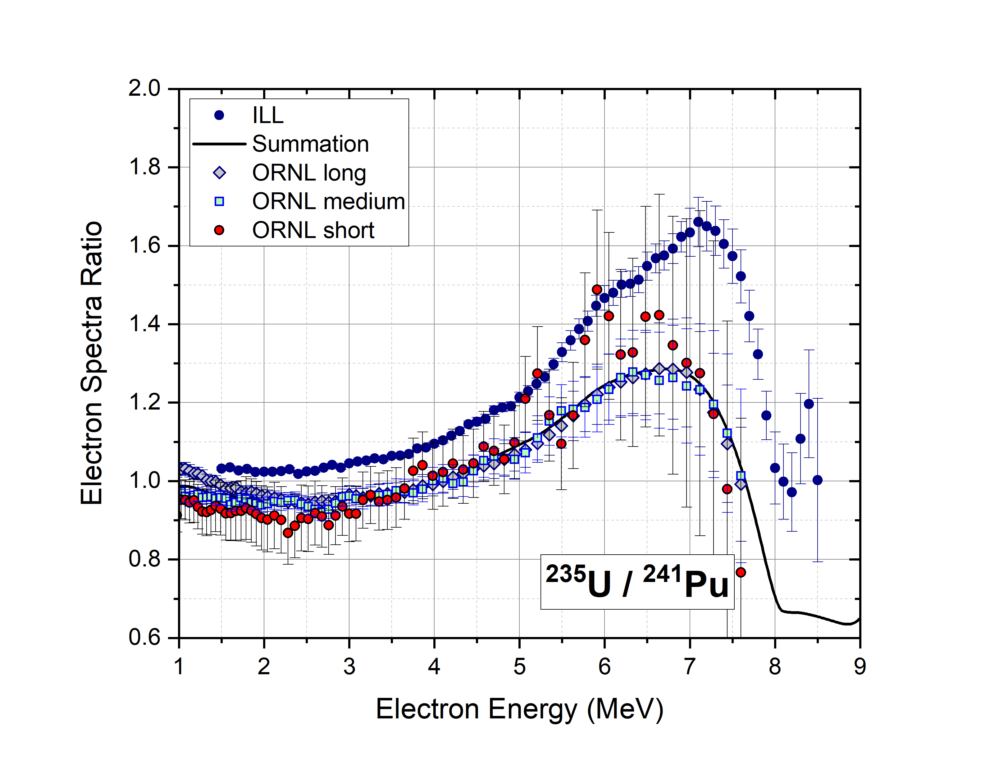 2.0
1.8
1.6
1.4
1.2
1.0
0.8
0.6
Electron Spectra Ratio
ILL
Summation
ORNL long
ORNL medium
ORNL short
²³⁵U / ²⁴¹Pu
1 2 3 4 5 6 7 8 9
Electron Energy (MeV)